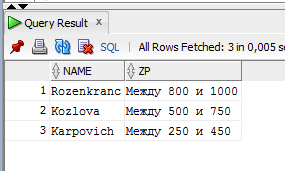 Query Result
SQL | All Rows Fetched: 3 in 0,005 se
NAME ZP
1 Rozenkranc Между 800 и 1000
2 Kozlova Между 500 и 750
3 Karpovich Между 250 и 450